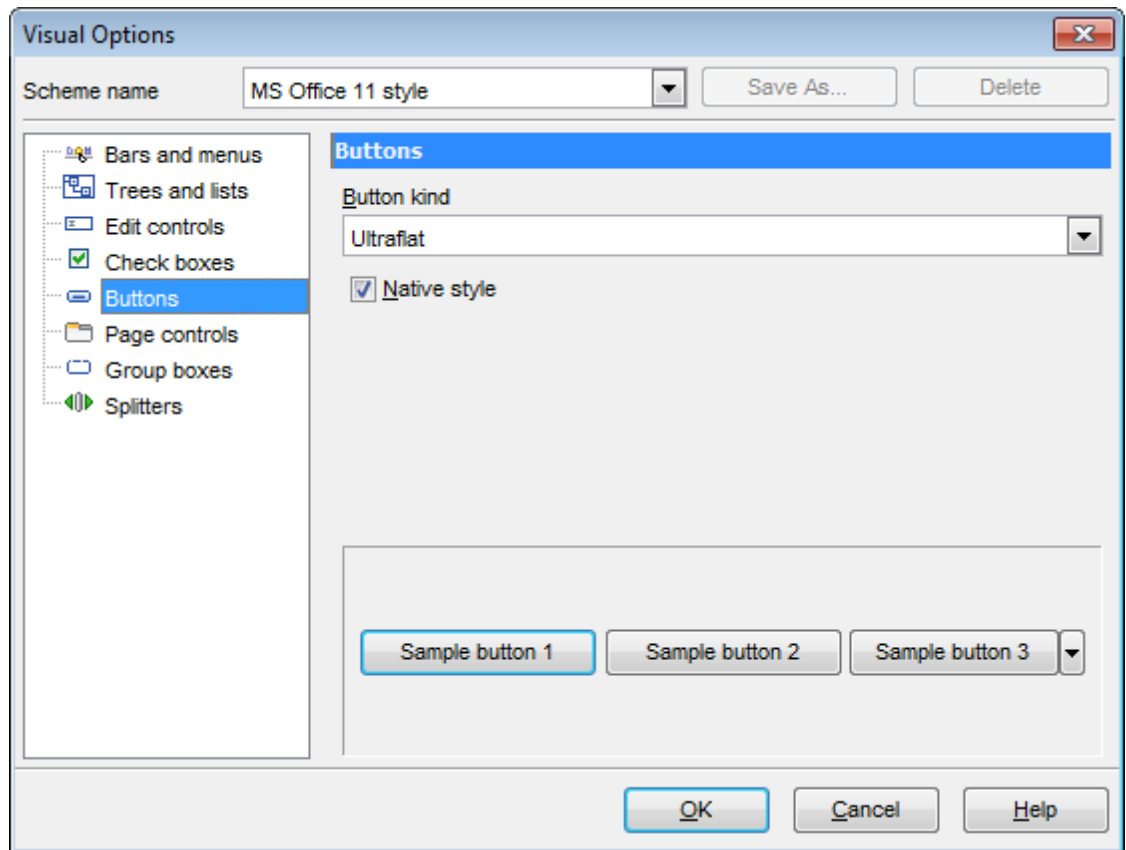 Visual Options
Scheme name MS Office 11 style Save As... Delete
Bars and menus
Trees and lists
Edit controls
Check boxes
Buttons
Page controls
Group boxes
Splitters
Buttons
Button kind
Ultraflat
Native style
Sample button 1 Sample button 2 Sample button 3
OK Cancel Help